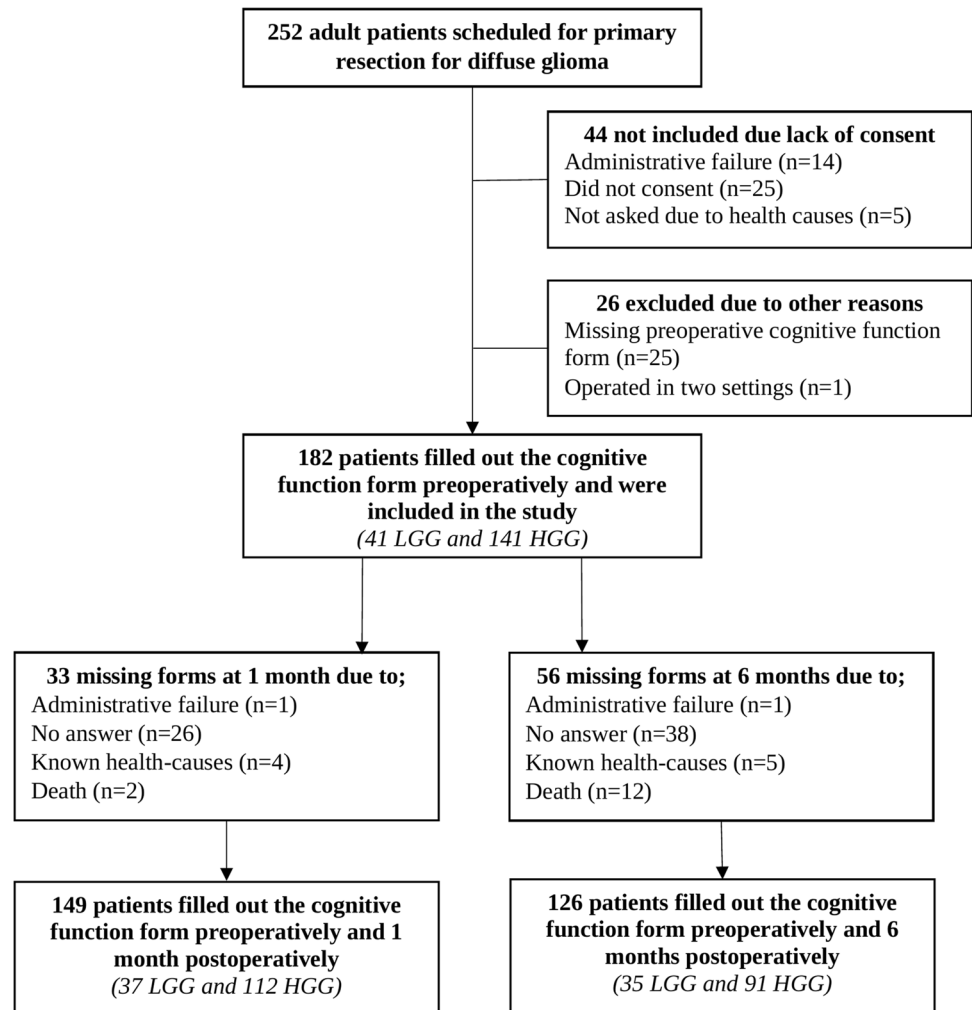 252 adult patients scheduled for primary
resection for diffuse glioma
44 not included due lack of consent
Administrative failure (n=14)
Did not consent (n=25)
Not asked due to health causes (n=5)
26 excluded due to other reasons
Missing preoperative cognitive function
form (n=25)
Operated in two settings (n=1)
182 patients filled out the cognitive
function form preoperatively and were
included in the study
(41 LGG and 141 HGG)
33 missing forms at 1 month due to;
Administrative failure (n=1)
No answer (n=26)
Known health-causes (n=4)
Death (n=2)
56 missing forms at 6 months due to;
Administrative failure (n=1)
No answer (n=38)
Known health-causes (n=5)
Death (n=12)
149 patients filled out the cognitive
function form preoperatively and 1
month postoperatively
(37 LGG and 112 HGG)
126 patients filled out the cognitive
function form preoperatively and 6
months postoperatively
(35 LGG and 91 HGG)